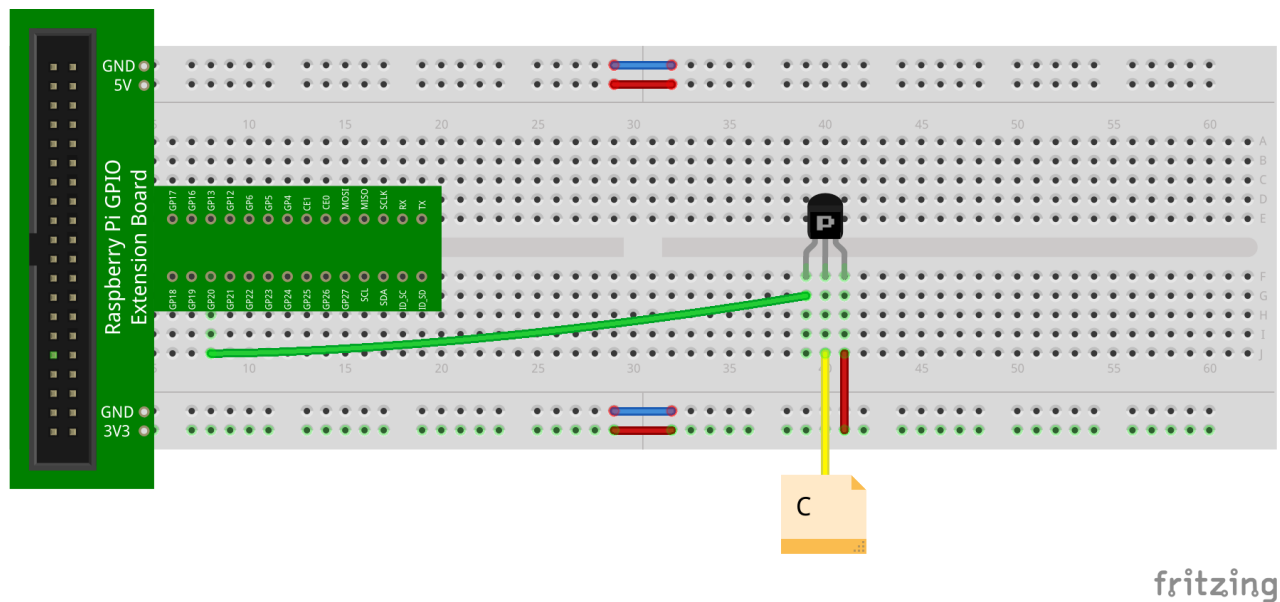 GND
5V
10 15 20 25 30 35 40 45 50 55 60
A
B
C
D
E
Raspberry Pi GPIO
Extension Board
GP17 GP16 GP13 GP12 GP6 GP5 GP4 CE1 CE0 MOSI MISO SCLK RX TX
P
GP18 GP19 GP20 GP21 GP22 GP23 GP24 GP25 GP26 GP27 SCL SDA ID_SC ID_SD
F
G
H
I
J
10 15 20 25 30 35 40 45 50 55 60
GND
3V3
C
fritzing